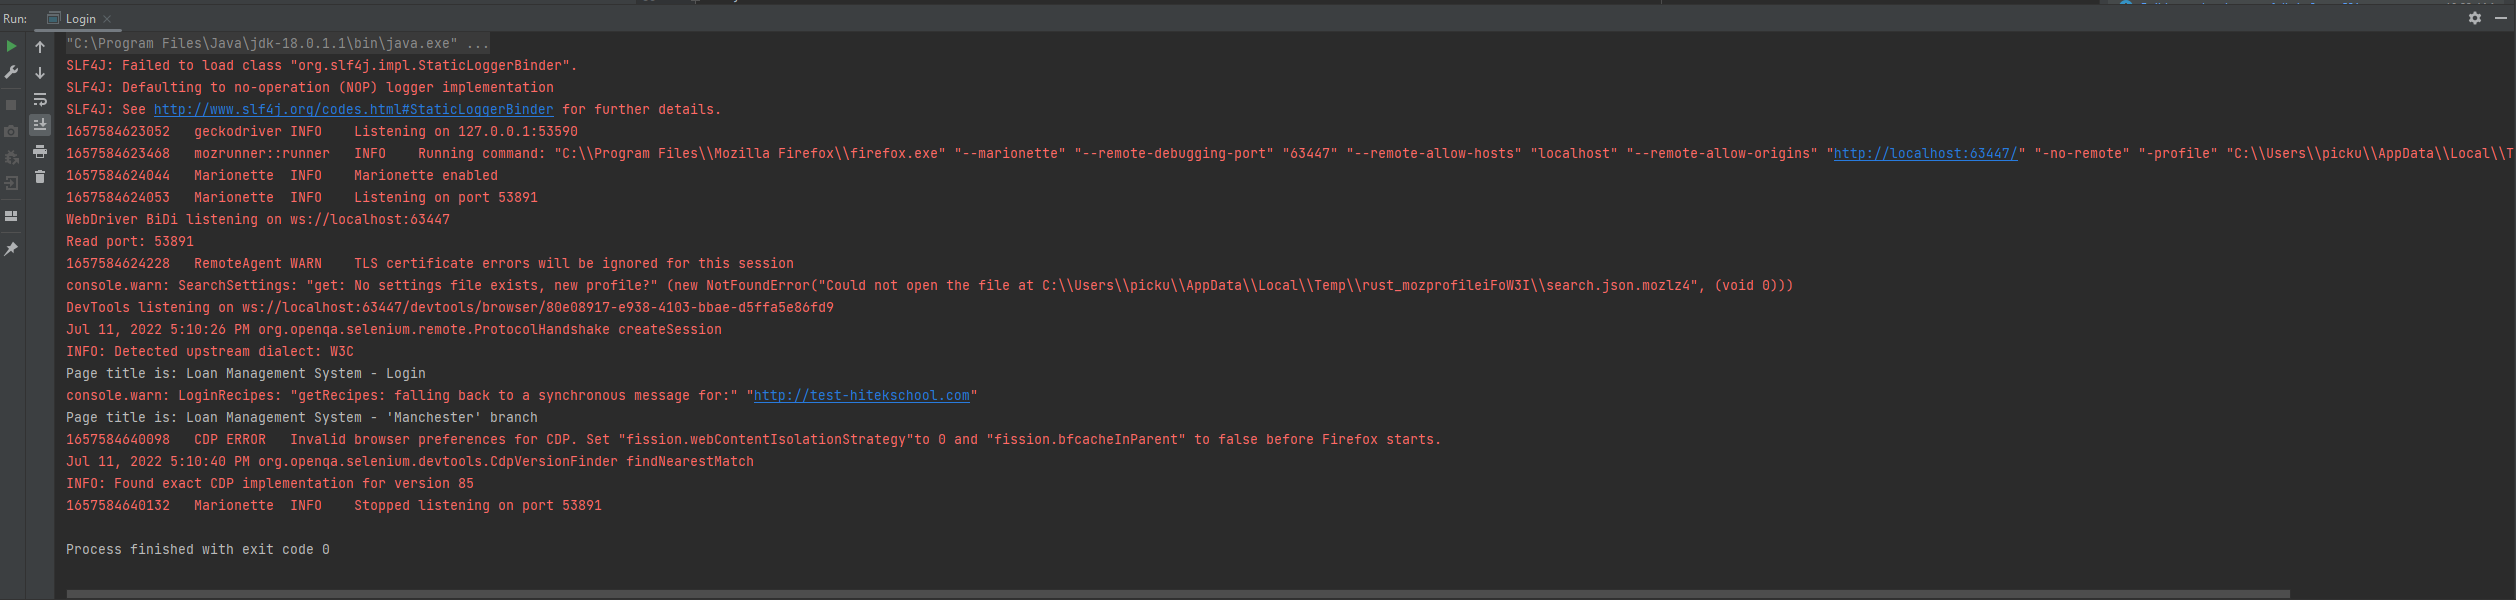 Run: Login
"C:\Program Files\Java\jdk-18.0.1.1\bin\java.exe" ...
SLF4J: Failed to load class "org.slf4j.impl.StaticLoggerBinder".
SLF4J: Defaulting to no-operation (NOP) logger implementation
SLF4J: See http://www.slf4j.org/codes.html#StaticLoggerBinder for further details.
1657584623052 geckodriver INFO Listening on 127.0.0.1:53590
1657584623468 mozrunner::runner INFO Running command: "C:\\Program Files\\Mozilla Firefox\\firefox.exe" "--marionette" "--remote-debugging-port" "63447" "--remote-allow-hosts" "localhost" "--remote-allow-origins" "http://localhost:63447/" "-no-remote" "-profile" "C:\\Users\\picku\\AppData\\Local\\T
1657584624044 Marionette INFO Marionette enabled
1657584624053 Marionette INFO Listening on port 53891
WebDriver BiDi listening on ws://localhost:63447
Read port: 53891
1657584624228 RemoteAgent WARN TLS certificate errors will be ignored for this session
console.warn: SearchSettings: "get: No settings file exists, new profile?" (new NotFoundError("Could not open the file at C:\\Users\\picku\\AppData\\Local\\Temp\\rust_mozprofileiFoW3I\\search.json.mozlz4", (void 0)))
DevTools listening on ws://localhost:63447/devtools/browser/80e08917-e938-4103-bbae-d5ffa5e86fd9
Jul 11, 2022 5:10:26 PM org.openqa.selenium.remote.ProtocolHandshake createSession
INFO: Detected upstream dialect: W3C
Page title is: Loan Management System - Login
console.warn: LoginRecipes: "getRecipes: falling back to a synchronous message for:" "http://test-hitekschool.com"
Page title is: Loan Management System - 'Manchester' branch
1657584640098 CDP ERROR Invalid browser preferences for CDP. Set "fission.webContentIsolationStrategy"to 0 and "fission.bfcacheInParent" to false before Firefox starts.
Jul 11, 2022 5:10:40 PM org.openqa.selenium.devtools.CdpVersionFinder findNearestMatch
INFO: Found exact CDP implementation for version 85
1657584640132 Marionette INFO Stopped listening on port 53891
Process finished with exit code 0